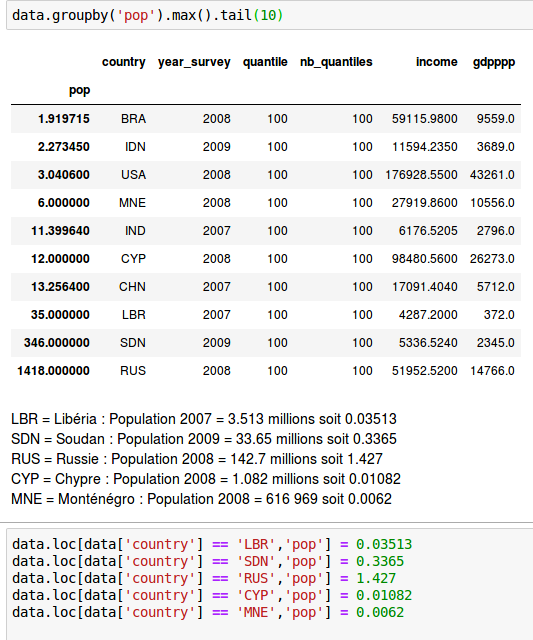 data.groupby('pop').max().tail(10)
country year_survey quantile nb_quantiles income gdpppp
pop
1.919715 BRA 2008 100 100 59115.9800 9559.0
2.273450 IDN 2009 100 100 11594.2350 3689.0
3.040600 USA 2008 100 100 176928.5500 43261.0
6.000000 MNE 2008 100 100 27919.8600 10556.0
11.399640 IND 2007 100 100 6176.5205 2796.0
12.000000 CYP 2008 100 100 98480.5600 26273.0
13.256400 CHN 2007 100 100 17091.4040 5712.0
35.000000 LBR 2007 100 100 4287.2000 372.0
346.000000 SDN 2009 100 100 5336.5240 2345.0
1418.000000 RUS 2008 100 100 51952.5200 14766.0
LBR = Libéria : Population 2007 = 3.513 millions soit 0.03513
SDN = Soudan : Population 2009 = 33.65 millions soit 0.3365
RUS = Russie : Population 2008 = 142.7 millions soit 1.427
CYP = Chypre : Population 2008 = 1.082 millions soit 0.01082
MNE = Monténégro : Population 2008 = 616 969 soit 0.0062
data.loc[data['country'] == 'LBR','pop'] = 0.03513
data.loc[data['country'] == 'SDN','pop'] = 0.3365
data.loc[data['country'] == 'RUS','pop'] = 1.427
data.loc[data['country'] == 'CYP','pop'] = 0.01082
data.loc[data['country'] == 'MNE','pop'] = 0.0062